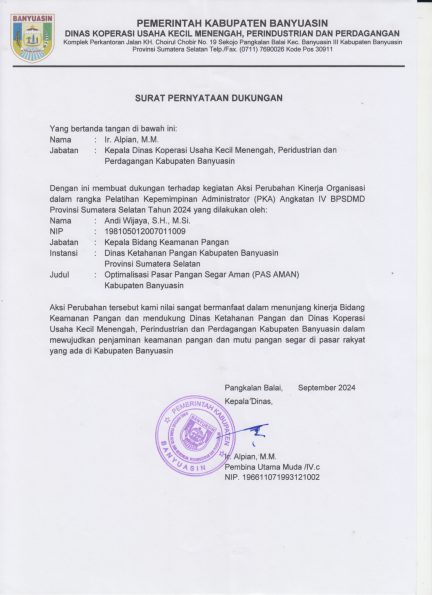 BANYUASIN
PEMERINTAH KABUPATEN BANYUASIN
DINAS KOPERASI USAHA KECIL MENENGAH, PERINDUSTRIAN DAN PERDAGANGAN
Komplek Perkantoran Jalan KH. Choirul Chobir No. 19 Sekojo Pangkalan Balai Kec. Banyuasin III Kabupaten Banyuasin
Provinsi Sumatera Selatan Telp./Fax. (0711) 7690026 Kode Pos 30911
SURAT PERNYATAAN DUKUNGAN
Yang bertanda tangan di bawah ini:
Nama : Ir. Alpian, M.M.
Jabatan : Kepala Dinas Koperasi Usaha Kecil Menengah, Peridustrian dan
Perdagangan Kabupaten Banyuasin
Dengan ini membuat dukungan terhadap kegiatan Aksi Perubahan Kinerja Organisasi
dalam rangka Pelatihan Kepemimpinan Administrator (PKA) Angkatan IV BPSDMD
Provinsi Sumatera Selatan Tahun 2024 yang dilakukan oleh:
Nama : Andi Wijaya, S.H., M.Si.
NIP : 198105012007011009
Jabatan : Kepala Bidang Keamanan Pangan
Instansi : Dinas Ketahanan Pangan Kabupaten Banyuasin
Provinsi Sumatera Selatan
Judul : Optimalisasi Pasar Pangan Segar Aman (PAS AMAN)
Kabupaten Banyuasin
Aksi Perubahan tersebut kami nilai sangat bermanfaat dalam menunjang kinerja Bidang
Keamanan Pangan dan mendukung Dinas Ketahanan Pangan dan Dinas Koperasi
Usaha Kecil Menengah, Perindustrian dan Perdagangan Kabupaten Banyuasin dalam
mewujudkan penjaminan keamanan pangan dan mutu pangan segar di pasar rakyat
yang ada di Kabupaten Banyuasin
Pangkalan Balai, September 2024
Kepala Dinas,
PEMERINTAH KABUPATEN
BANYUASIN
Ir. Alpian, M.M.
Pembina Utama Muda /IV.c
NIP. 196611071993121002